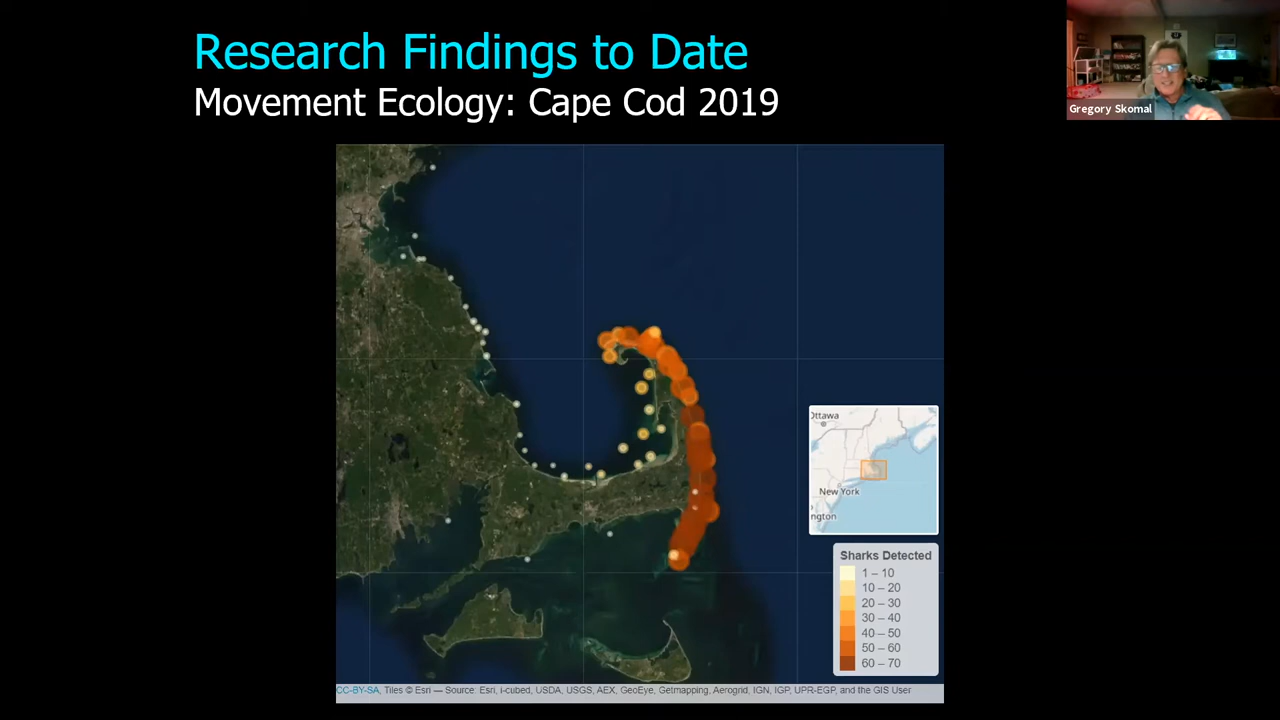 Research Findings to Date
Movement Ecology: Cape Cod 2019
Gregory Skomal
Ottawa
New York
ngton
Sharks Detected
1 – 10
10 – 20
20 – 30
30 – 40
40 – 50
50 – 60
60 – 70
CC-BY-SA, Tiles © Esri — Source: Esri, i-cubed, USDA, USGS, AEX, GeoEye, Getmapping, Aerogrid, IGN, IGP, UPR-EGP, and the GIS User